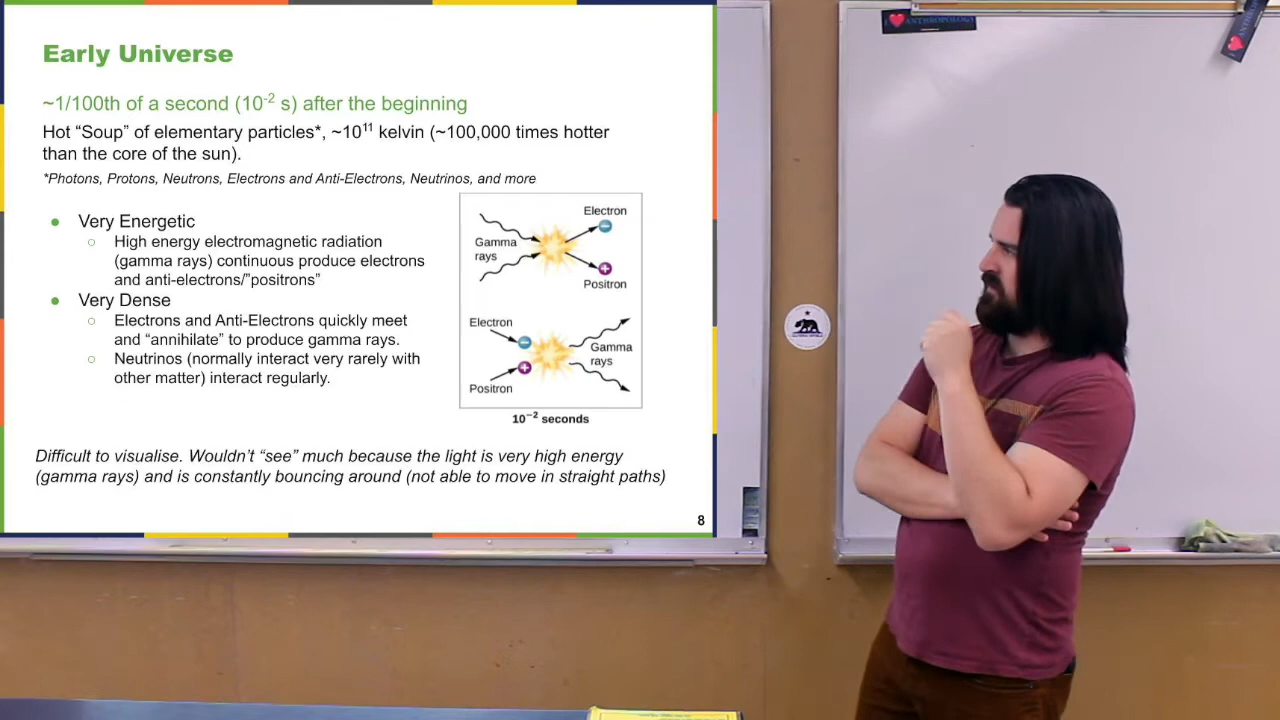 Early Universe
~1/100th of a second (10⁻² s) after the beginning
Hot “Soup” of elementary particles*, ~10¹¹ kelvin (~100,000 times hotter
than the core of the sun).
*Photons, Protons, Neutrons, Electrons and Anti-Electrons, Neutrinos, and more
● Very Energetic
○ High energy electromagnetic radiation
(gamma rays) continuous produce electrons
and anti-electrons/”positrons”
● Very Dense
○ Electrons and Anti-Electrons quickly meet
and “annihilate” to produce gamma rays.
○ Neutrinos (normally interact very rarely with
other matter) interact regularly.
Gamma
rays
Electron
Positron
Electron
Positron
Gamma
rays
10⁻² seconds
Difficult to visualise. Wouldn’t “see” much because the light is very high energy
(gamma rays) and is constantly bouncing around (not able to move in straight paths)
8
I ❤ ANTHROPOLOGY